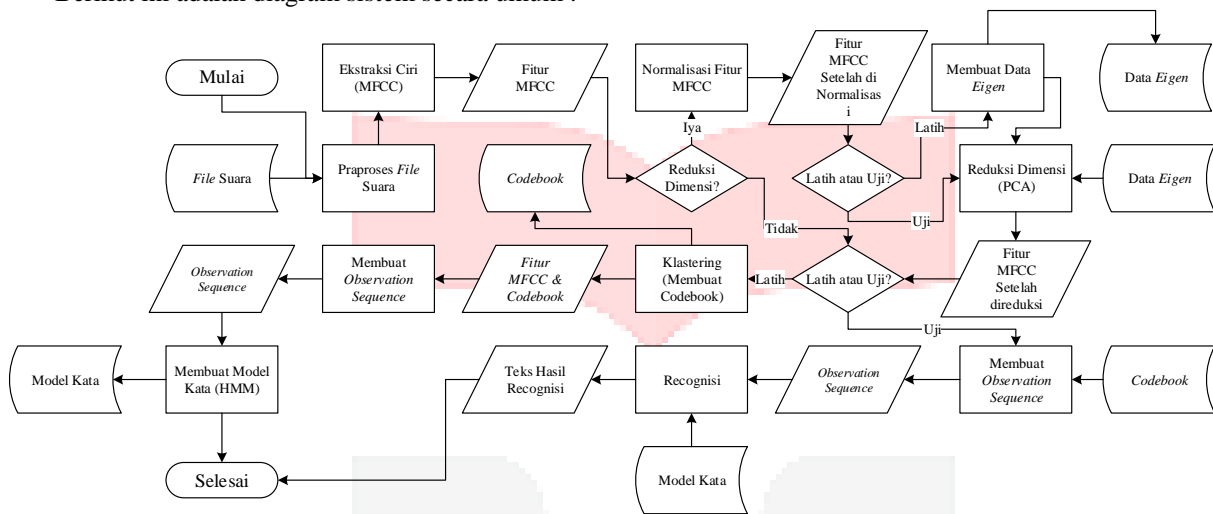 Berikut ini adalah diagram sistem secara umum :
Mulai
Ekstraksi Ciri
(MFCC)
Fitur
MFCC
Normalisasi Fitur
MFCC
Fitur
MFCC
Setelah di
Normalisas
i
Membuat Data
Eigen
Data Eigen
Iya
Latih
File Suara
Praproses File
Suara
Codebook
Reduksi
Dimensi?
Latih atau Uji?
Reduksi Dimensi
(PCA)
Data Eigen
Uji
Tidak
Observation
Sequence
Membuat
Observation
Sequence
Fitur
MFCC &
Codebook
Klastering
(Membuat
Codebook)
Latih
Latih atau Uji?
Fitur
MFCC
Setelah
direduksi
Uji
Model Kata
Membuat Model
Kata (HMM)
Teks Hasil
Recognisi
Recognisi
Observation
Sequence
Membuat
Observation
Sequence
Codebook
Selesai
Model Kata